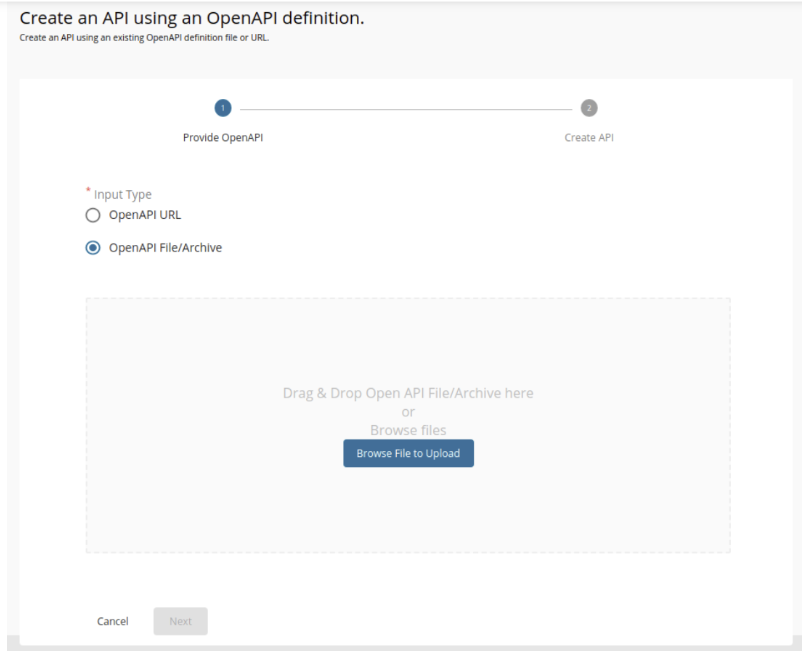 Create an API using an OpenAPI definition.
Create an API using an existing OpenAPI definition file or URL.
1
2
Provide OpenAPI
Create API
* Input Type
OpenAPI URL
OpenAPI File/Archive
Drag & Drop Open API File/Archive here
or
Browse files
Browse File to Upload
Cancel
Next